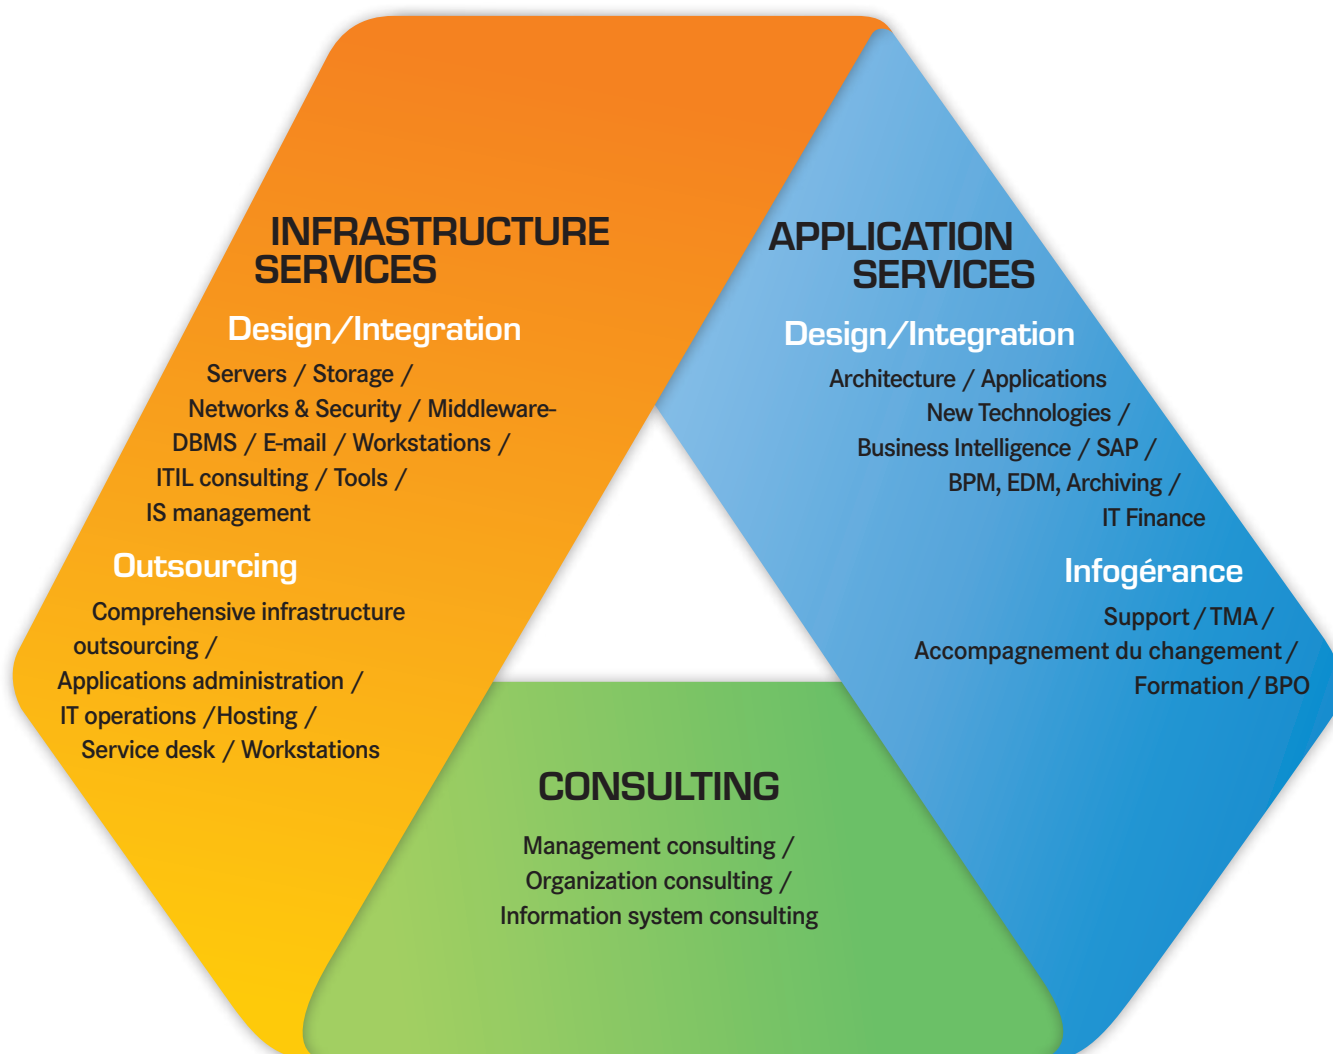 INFRASTRUCTURE
SERVICES
Design/Integration
Servers / Storage /
Networks & Security / Middleware-
DBMS / E-mail / Workstations /
ITIL consulting / Tools /
IS management
Outsourcing
Comprehensive infrastructure
outsourcing /
Applications administration /
IT operations /Hosting /
Service desk / Workstations
APPLICATION
SERVICES
Design/Integration
Architecture / Applications
New Technologies /
Business Intelligence / SAP /
BPM, EDM, Archiving /
IT Finance
Infogérance
Support / TMA /
Accompagnement du changement /
Formation / BPO
CONSULTING
Management consulting /
Organization consulting /
Information system consulting